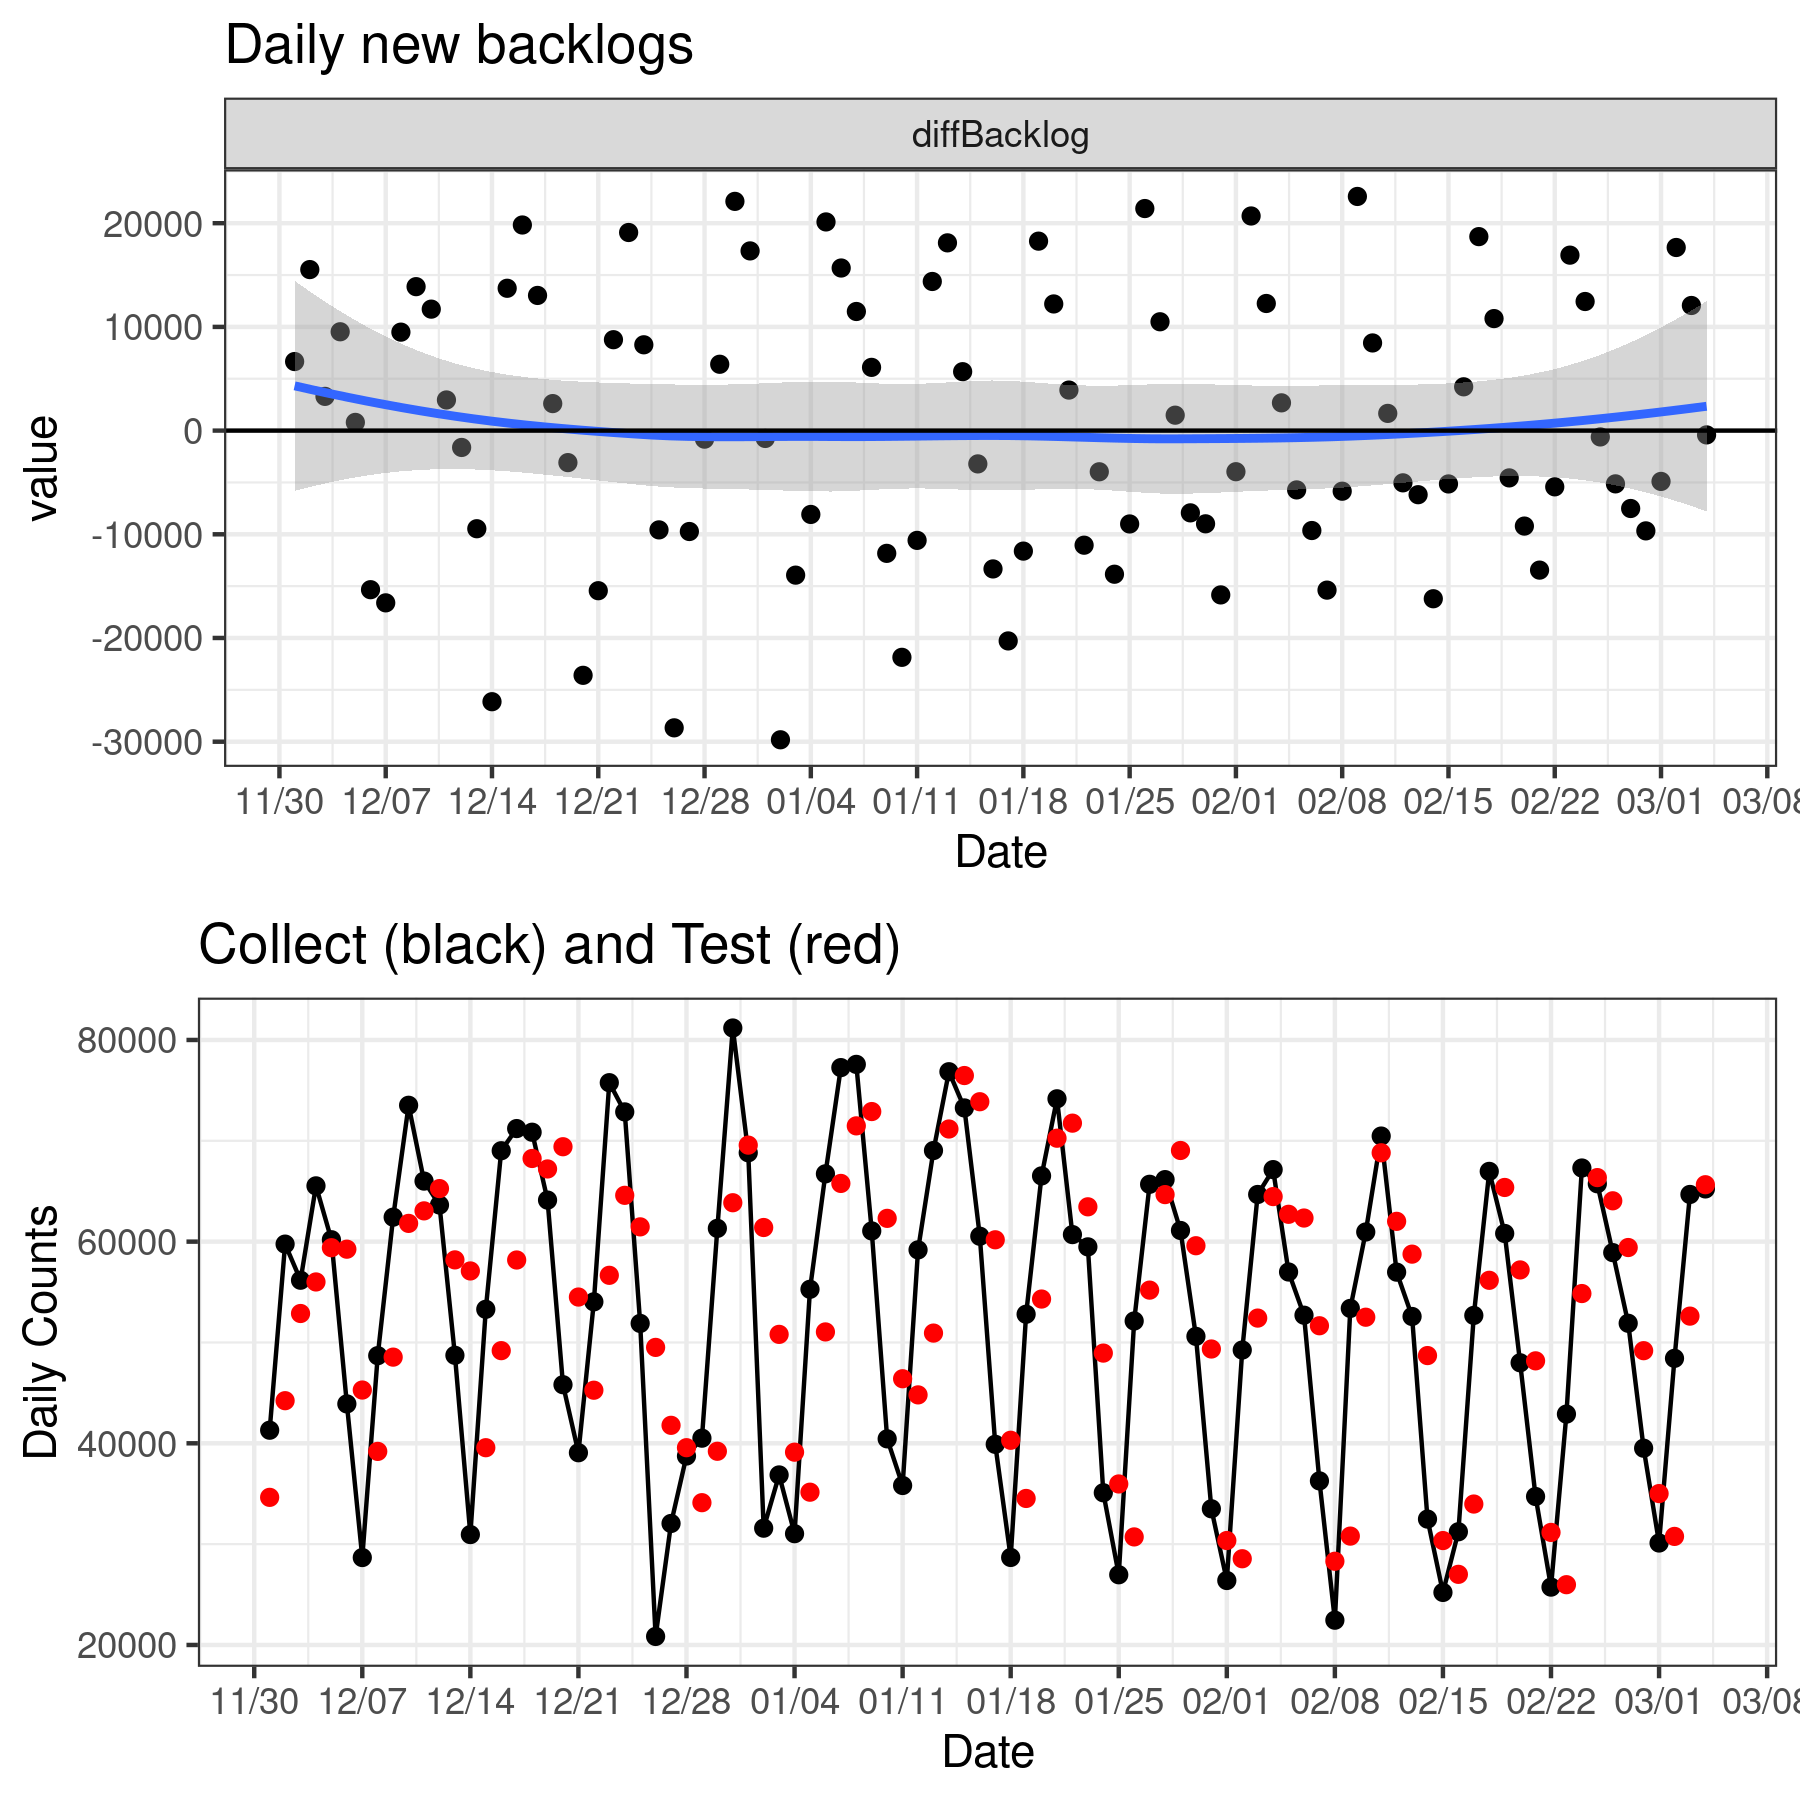 Daily new backlogs
diffBacklog
20000
10000
0
-10000
-20000
-30000
value
11/30 12/07 12/14 12/21 12/28 01/04 01/11 01/18 01/25 02/01 02/08 02/15 02/22 03/01 03/08
Date
Collect (black) and Test (red)
80000
60000
40000
20000
Daily Counts
11/30 12/07 12/14 12/21 12/28 01/04 01/11 01/18 01/25 02/01 02/08 02/15 02/22 03/01 03/08
Date